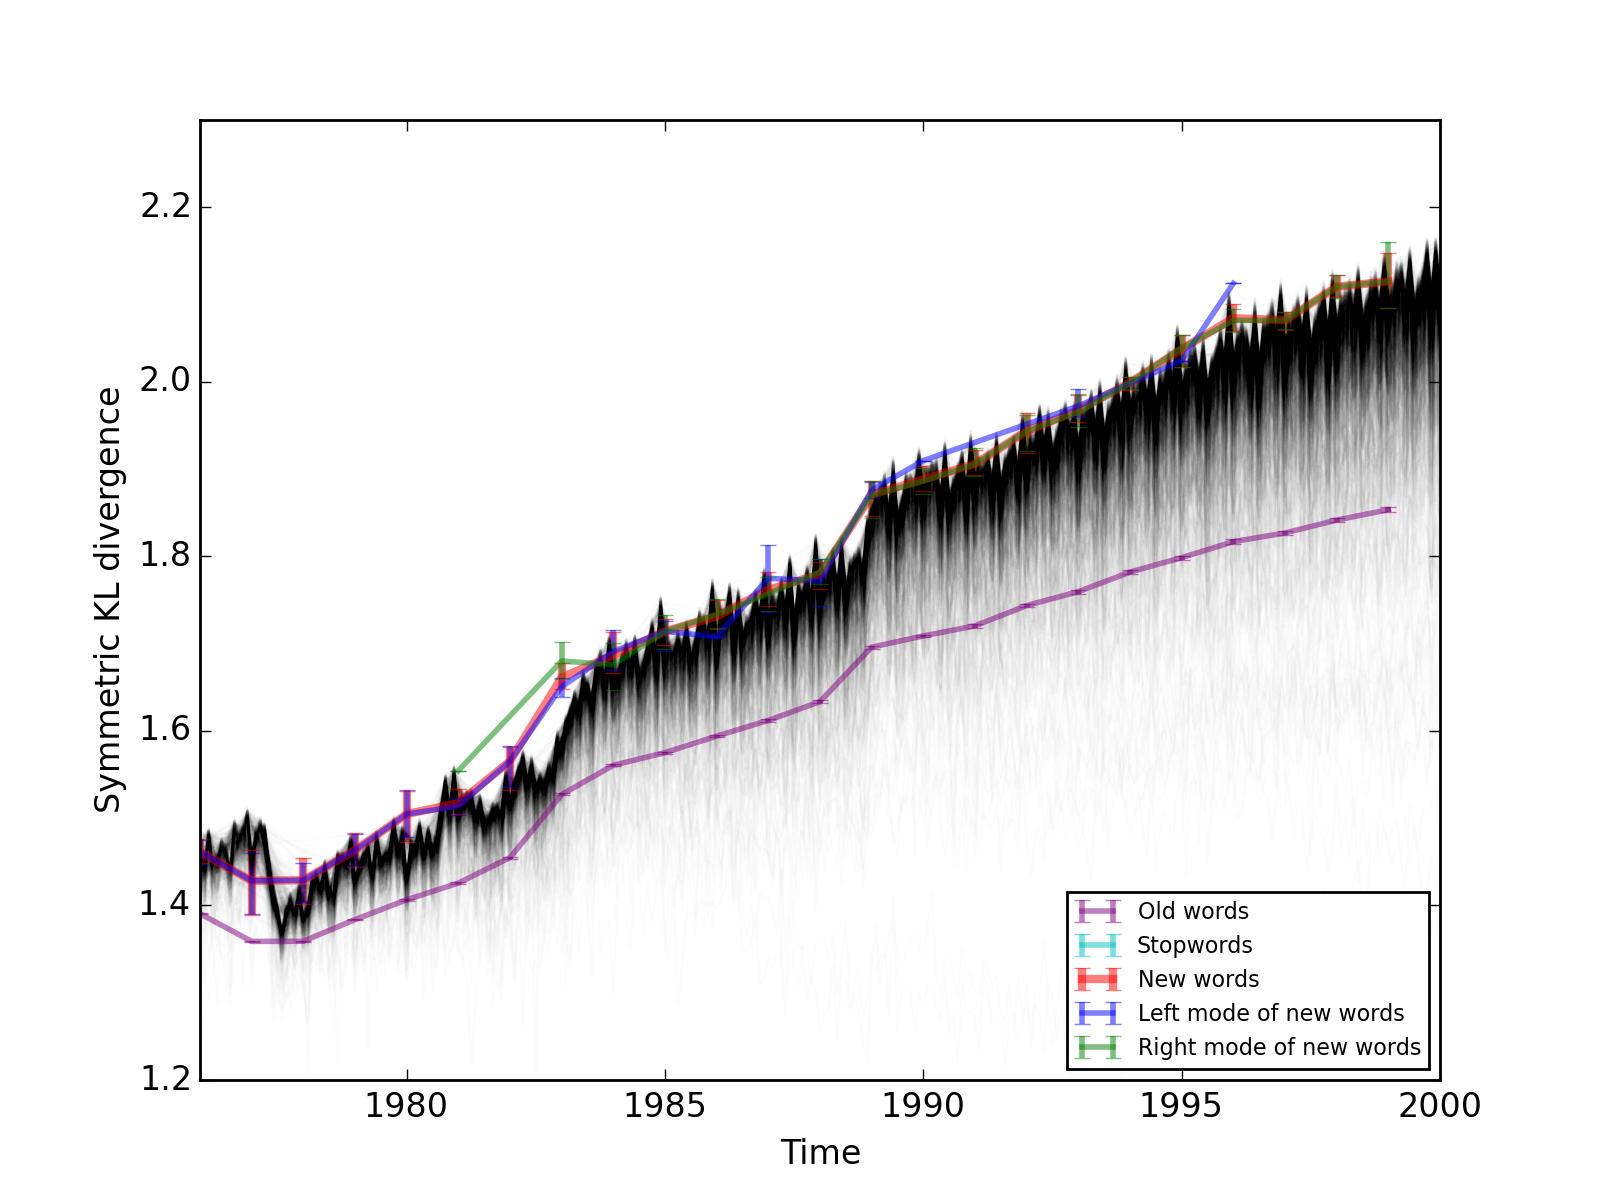 2.2
2.0
1.8
1.6
1.4
1.2
Symmetric KL divergence
1980
1985
1990
1995
2000
Time
Old words
Stopwords
New words
Left mode of new words
Right mode of new words